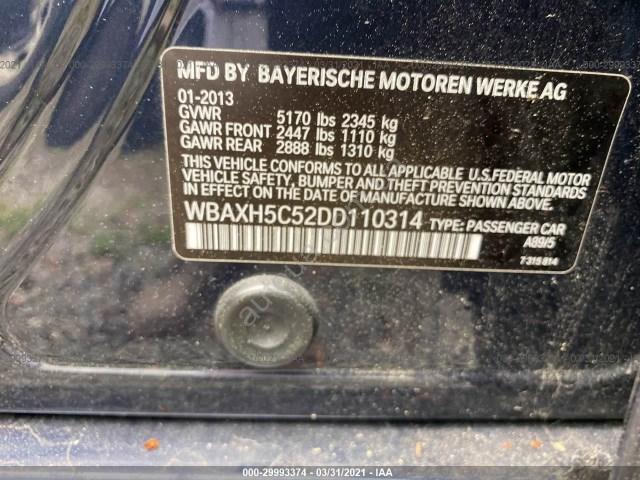 MFD BY BAYERISCHE MOTOREN WERKE AG
01-2013
GVWR 5170 lbs 2345 kg
GAWR FRONT 2447 lbs 1110 kg
GAWR REAR 2888 lbs 1310 kg
THIS VEHICLE CONFORMS TO ALL APPLICABLE U.S.FEDERAL MOTOR
VEHICLE SAFETY, BUMPER AND THEFT PREVENTION STANDARDS
IN EFFECT ON THE DATE OF MANUFACTURE SHOWN ABOVE.
WBAXH5C52DD110314 TYPE: PASSENGER CAR
A89/5
7 315 814
000-29993374 - 03/31/2021 - IAA